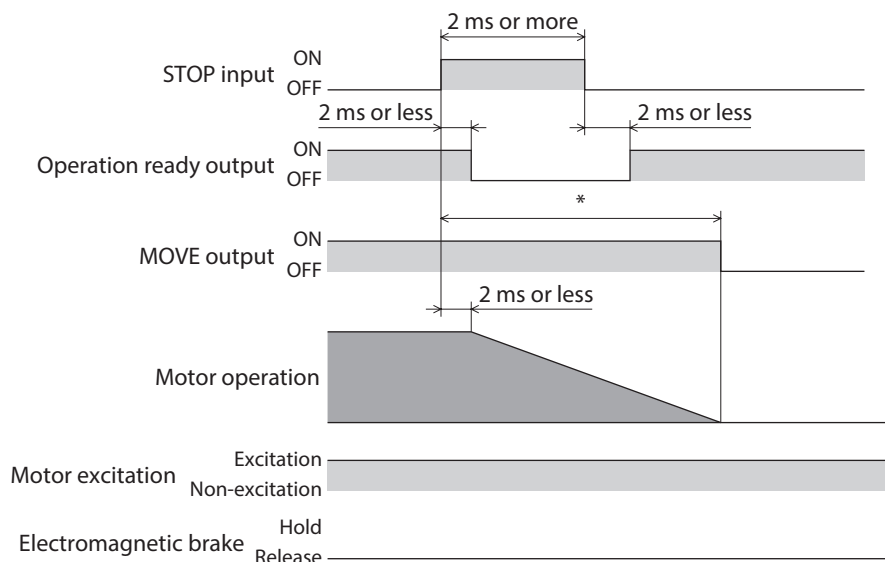 2 ms or more
STOP input
ON
OFF
2 ms or less
2 ms or less
Operation ready output
ON
OFF
*
MOVE output
ON
OFF
2 ms or less
Motor operation
Motor excitation
Excitation
Non-excitation
Electromagnetic brake
Hold
Release